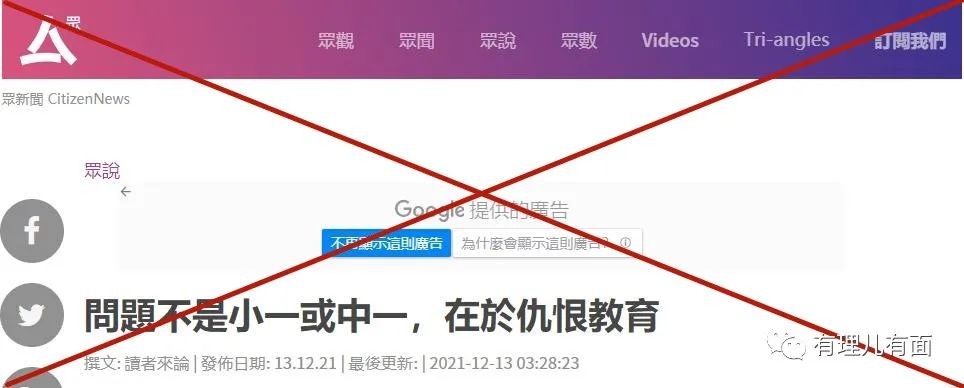 眾
眾觀 眾聞 眾說 眾數 Videos Tri-angles 訂閱我們
眾新聞 CitizenNews
眾說
Google 提供的廣告
不再顯示這則廣告 為什麼會顯示這則廣告?
問題不是小一或中一，在於仇恨教育
撰文: 讀者來論 | 發佈日期: 13.12.21 | 最後更新: | 2021-12-13 03:28:23
有理儿有面